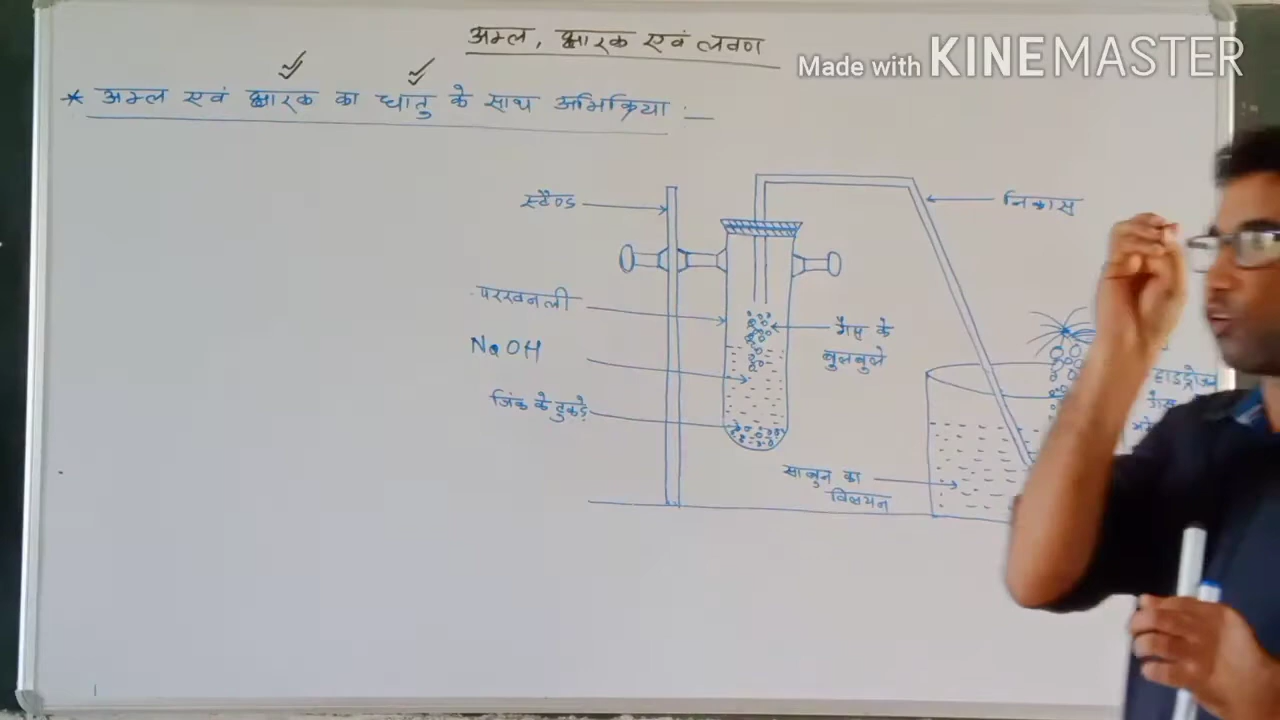 अम्ल, क्षारक एवं लवण
Made with KINEMASTER
* अम्ल एवं क्षारक का धातु के साथ अभिक्रिया :
स्टैण्ड
निकास
परखनली
गैस के
बुलबुले
NaOH
जिंक के टुकड़े
हाइड्रोजन
गैस
साबुन का
विलयन